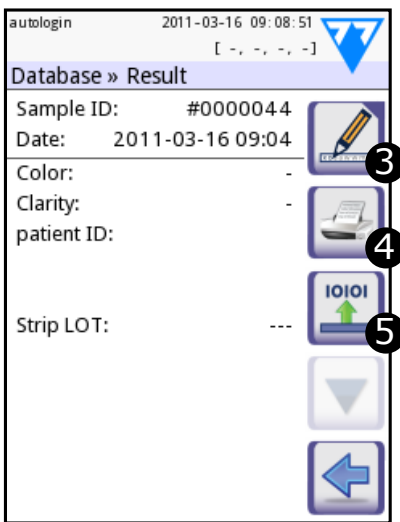 autologin 2011-03-16 09:08:51
[ -, -, -, -]
Database » Result
Sample ID: #0000044
Date: 2011-03-16 09:04
3
Color: -
Clarity: -
patient ID:
4
IOIOI
Strip LOT: ---
5